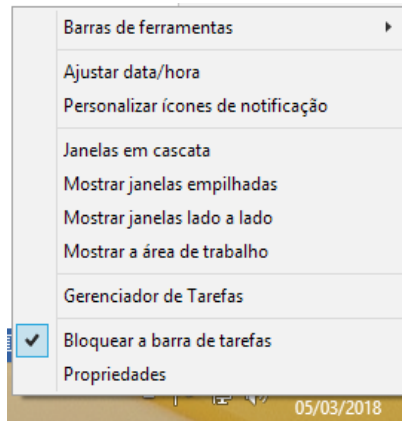 Barras de ferramentas
Ajustar data/hora
Personalizar ícones de notificação
Janelas em cascata
Mostrar janelas empilhadas
Mostrar janelas lado a lado
Mostrar a área de trabalho
Gerenciador de Tarefas
Bloquear a barra de tarefas
Propriedades
05/03/2018